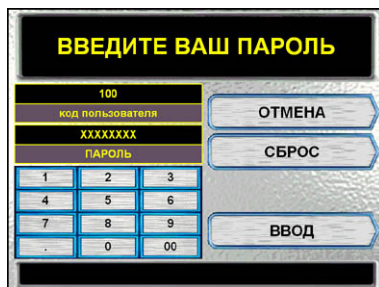 ВВЕДИТЕ ВАШ ПАРОЛЬ
100
код пользователя
XXXXXXXX
ПАРОЛЬ
ОТМЕНА
СБРОС
1 2 3
4 5 6
7 8 9
. 0 00
ВВОД